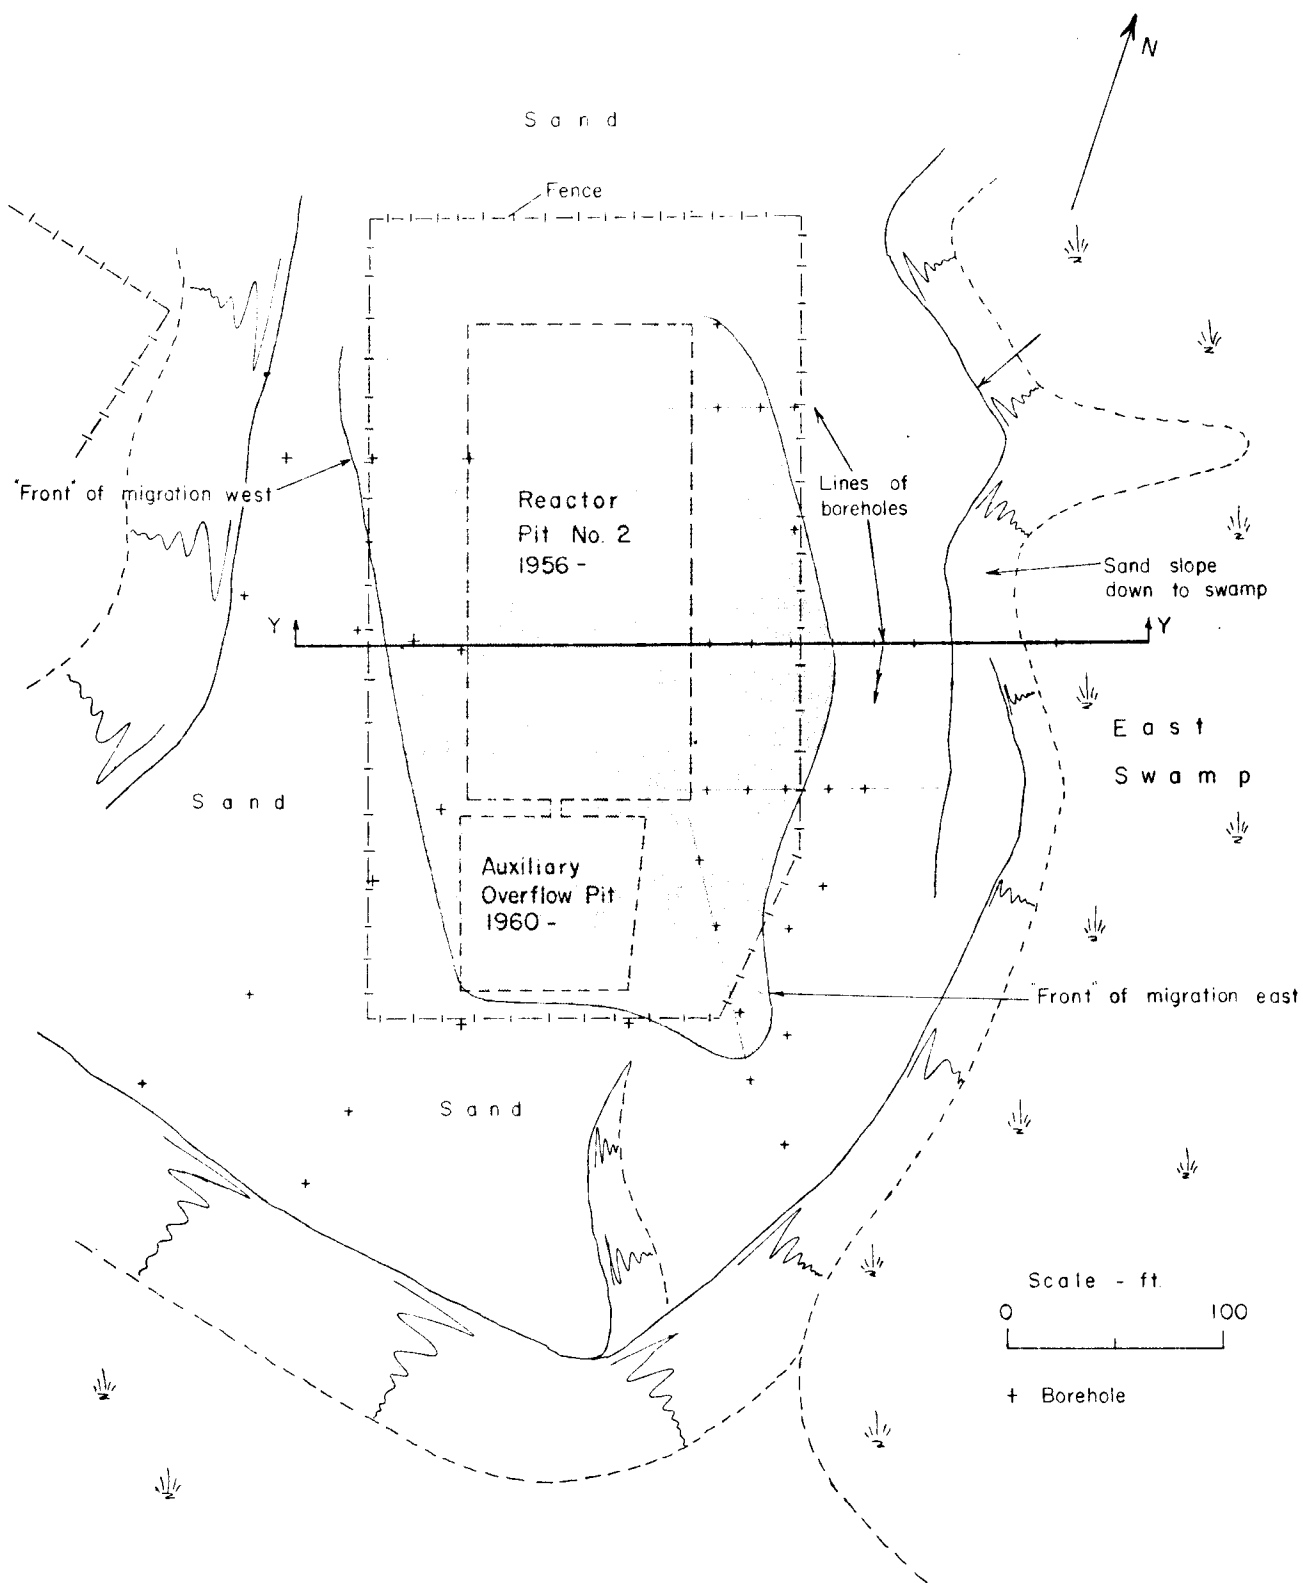 N
Sand
Fence
"Front" of migration west
Reactor
Pit No. 2
1956 -
Lines of
boreholes
Sand slope
down to swamp
Y
Y
East
Swamp
Sand
Auxiliary
Overflow Pit
1960 -
"Front" of migration east
Sand
Scale - ft.
0
100
+ Borehole